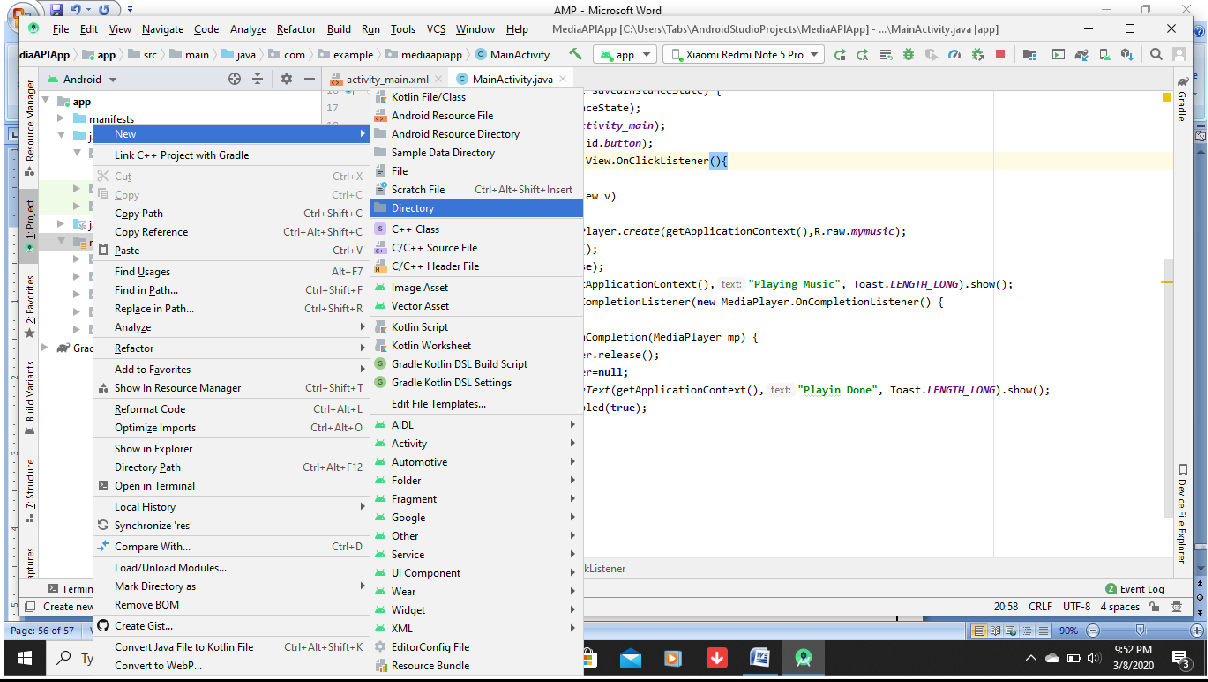 AMP - Microsoft Word
File Edit View Navigate Code Analyze Refactor Build Run Tools VCS Window Help MediaAPIApp [C:\Users\Tabs\AndroidStudioProjects\MediaAPIApp] - ...\MainActivity.java [app]
diaAPIApp app src main java com example mediaapiapp MainActivity app Xiaomi Redmi Note 5 Pro
Android activity_main.xml MainActivity.java
app
manifests
Resource Manager
1: Project
2: Favorites
Build Variants
Z: Structure
aptures
New
Link C++ Project with Gradle
Cut Ctrl+X
Copy Ctrl+C
Copy Path Ctrl+Shift+C
Copy Reference Ctrl+Alt+Shift+C
Paste Ctrl+V
Find Usages Alt+F7
Find in Path... Ctrl+Shift+F
Replace in Path... Ctrl+Shift+R
Analyze
Refactor
Add to Favorites
Show In Resource Manager Ctrl+Shift+T
Reformat Code Ctrl+Alt+L
Optimize Imports Ctrl+Alt+O
Show in Explorer
Directory Path Ctrl+Alt+F12
Open in Terminal
Local History
Synchronize 'res'
Compare With... Ctrl+D
Load/Unload Modules...
Mark Directory as
Remove BOM
Create Gist...
Convert Java File to Kotlin File Ctrl+Alt+Shift+K
Convert to WebP...
Kotlin File/Class
Android Resource File
Android Resource Directory
Sample Data Directory
File
Scratch File Ctrl+Alt+Shift+Insert
Directory
C++ Class
C/C++ Source File
C/C++ Header File
Image Asset
Vector Asset
Kotlin Script
Kotlin Worksheet
Gradle Kotlin DSL Build Script
Gradle Kotlin DSL Settings
Edit File Templates...
AIDL
Activity
Automotive
Folder
Fragment
Google
Other
Service
UI Component
Wear
Widget
XML
EditorConfig File
Resource Bundle
17
savedInstanceState) {
nceState);
ctivity_main);
id.button);
View.OnClickListener(){
ew v)
Player.create(getApplicationContext(),R.raw.mymusic);
);
se);
tApplicationContext(), text: "Playing Music", Toast.LENGTH_LONG).show();
CompletionListener(new MediaPlayer.OnCompletionListener() {
nCompletion(MediaPlayer mp) {
er.release();
er=null;
eText(getApplicationContext(), text: "Playin Done", Toast.LENGTH_LONG).show();
bled(true);
kListener
Gradle
Device File Explorer
Termin
Event Log
Create new
20:58 CRLF UTF-8 4 spaces
Page: 56 of 57
90%
Ty
9:52 PM
3/8/2020
3